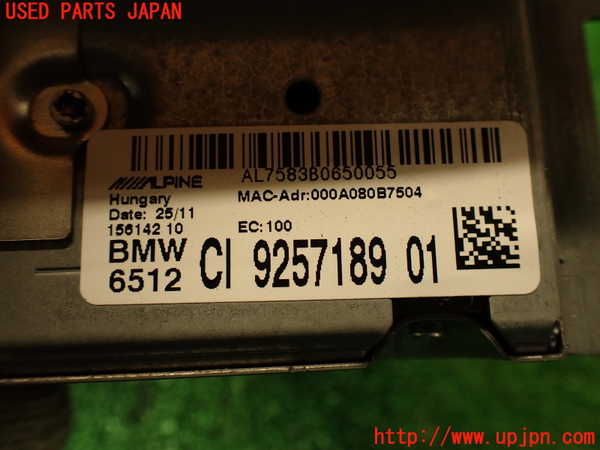 USED PARTS JAPAN
AL7583B0650055
ALPINE
MAC-Adr:000A080B7504
Hungary
Date: 25/11
156142 10
EC:100
BMW
6512
CI 9257189 01
UPJ
www.upjpn.com